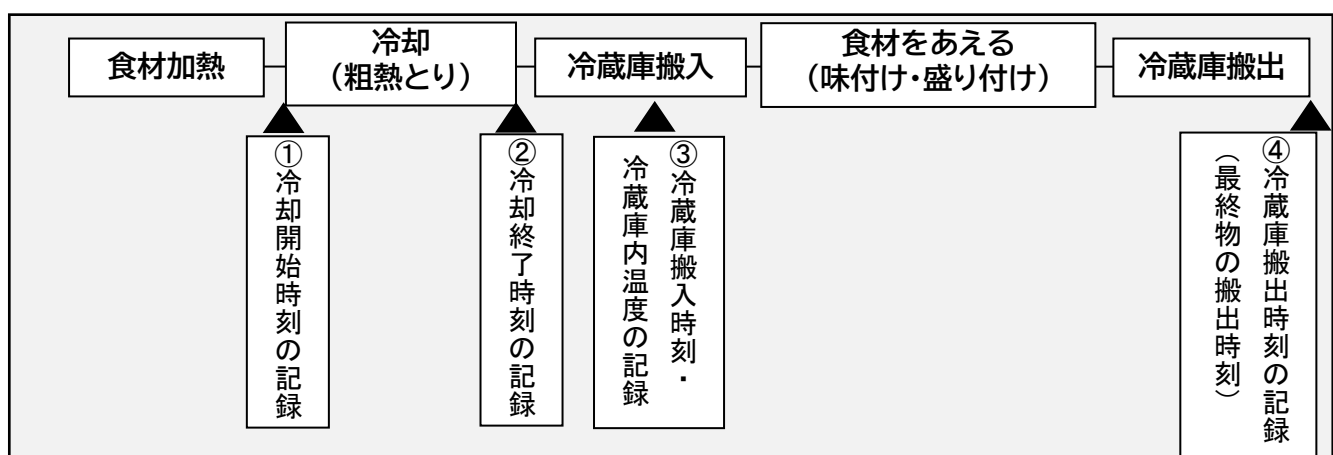 食材加熱
冷却
（粗熱とり）
冷蔵庫搬入
食材をあえる
（味付け・盛り付け）
冷蔵庫搬出
①冷却開始時刻の記録
②冷却終了時刻の記録
③冷蔵庫搬入時刻・
冷蔵庫内温度の記録
④冷蔵庫搬出時刻の記録
（最終物の搬出時刻）